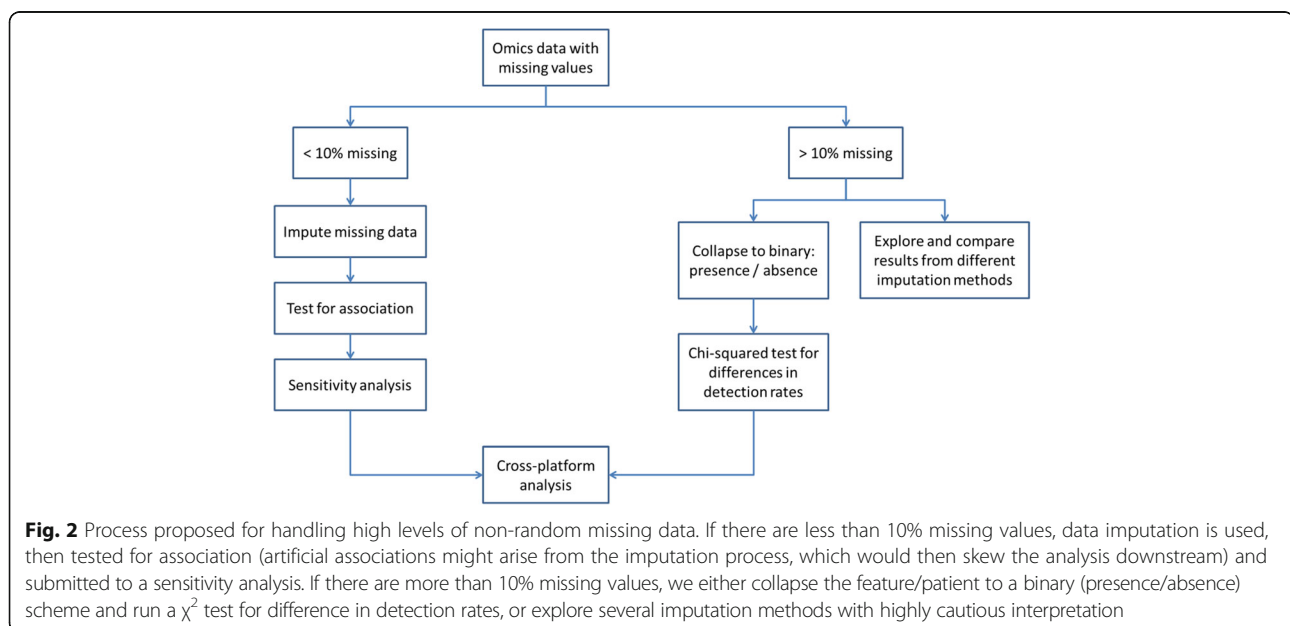 Omics data with
missing values
< 10% missing
> 10% missing
Impute missing data
Collapse to binary:
presence / absence
Explore and compare
results from different
imputation methods
Test for association
Chi-squared test for
differences in
detection rates
Sensitivity analysis
Cross-platform
analysis
Fig. 2 Process proposed for handling high levels of non-random missing data. If there are less than 10% missing values, data imputation is used,
then tested for association (artificial associations might arise from the imputation process, which would then skew the analysis downstream) and
submitted to a sensitivity analysis. If there are more than 10% missing values, we either collapse the feature/patient to a binary (presence/absence)
scheme and run a χ² test for difference in detection rates, or explore several imputation methods with highly cautious interpretation